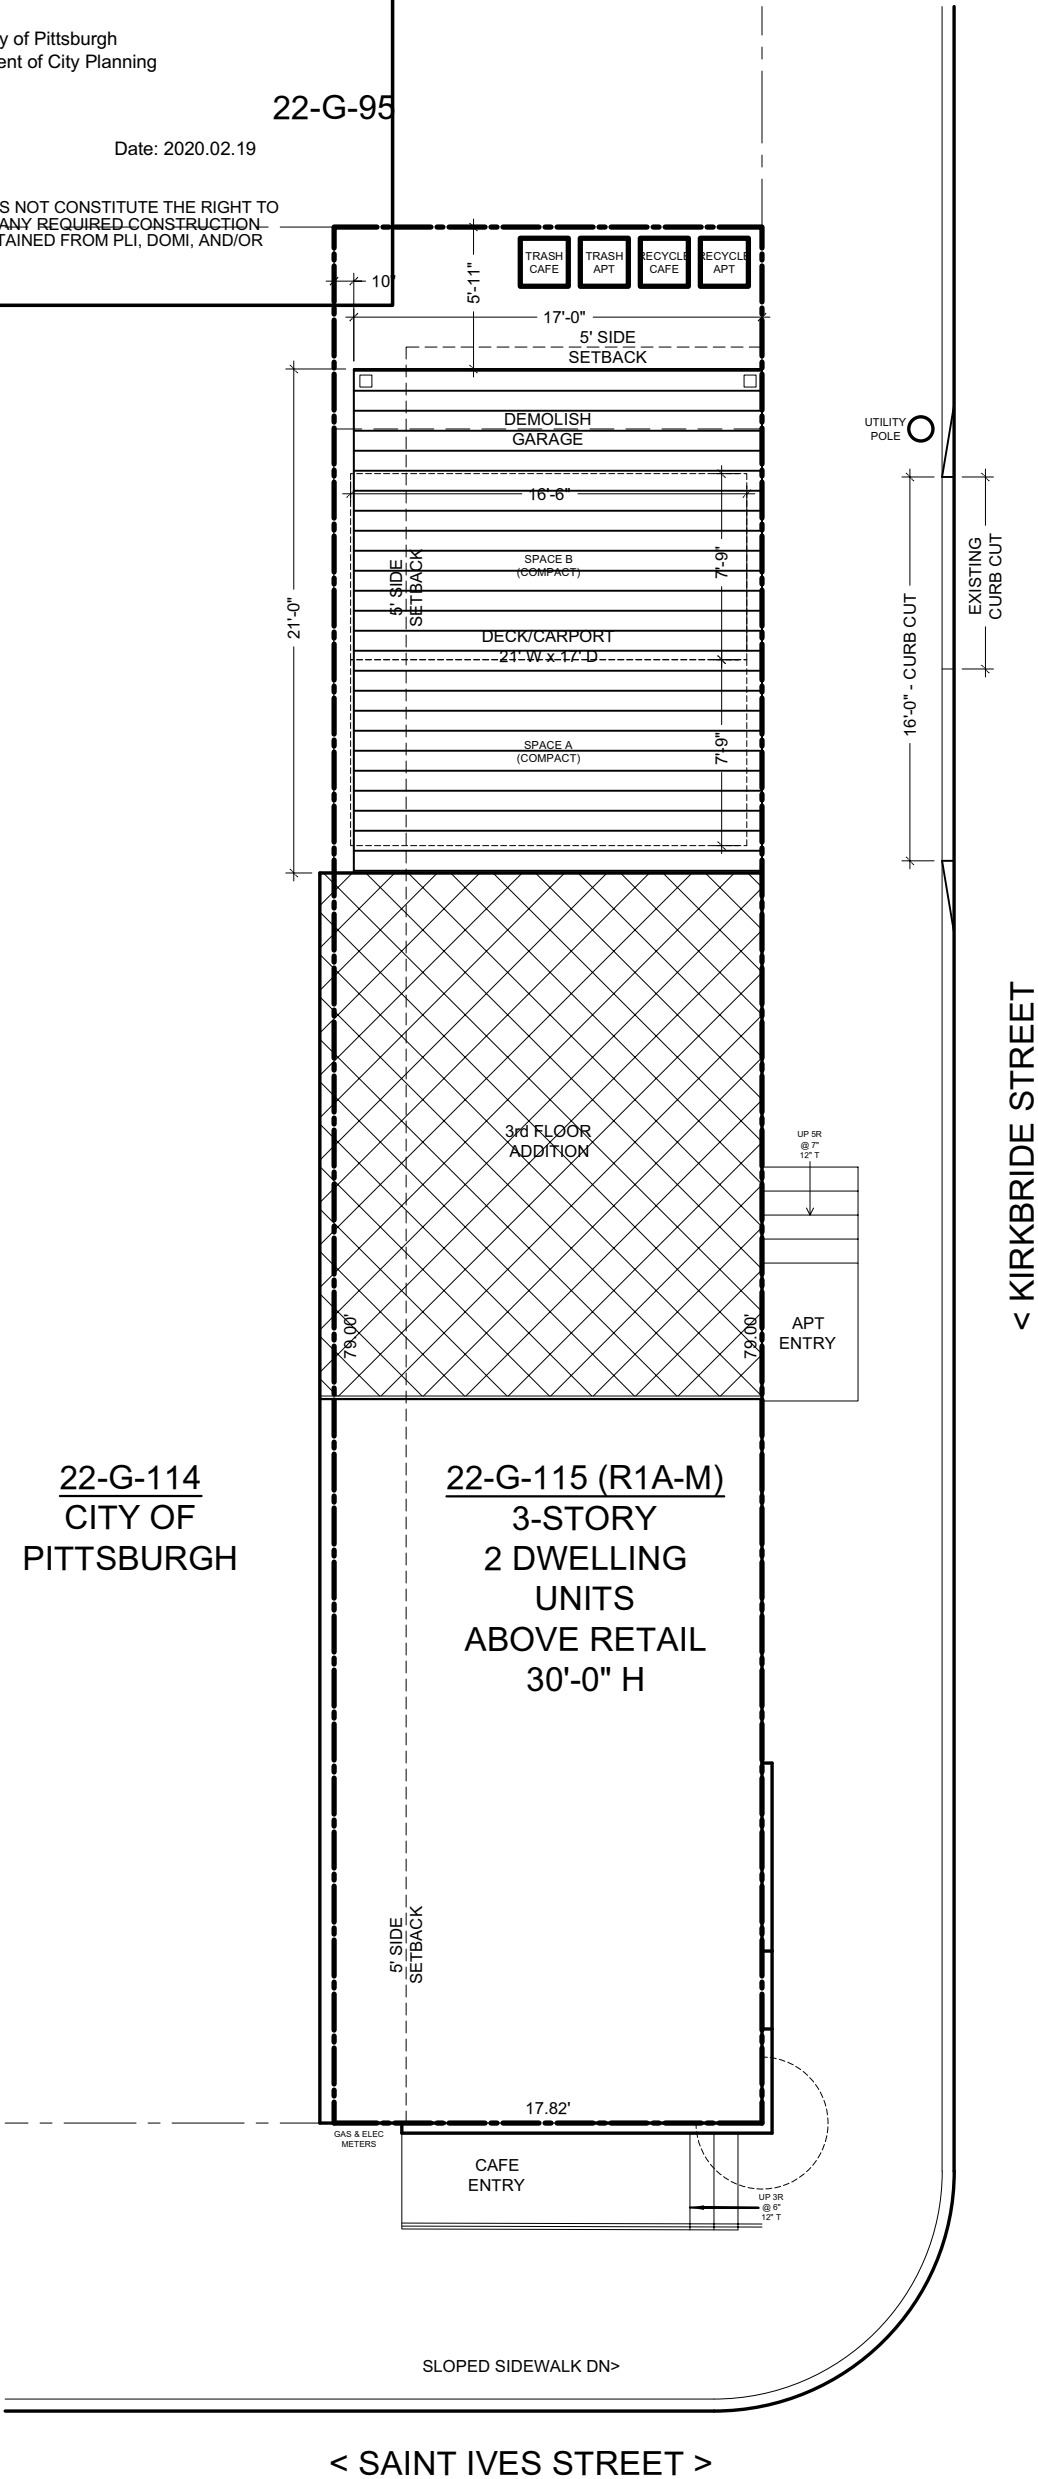 y of Pittsburgh
ent of City Planning
22-G-95
Date: 2020.02.19
S NOT CONSTITUTE THE RIGHT TO
ANY REQUIRED CONSTRUCTION
TAINED FROM PLI, DOMI, AND/OR
TRASH
CAFE
TRASH
APT
RECYCLE
CAFE
RECYCLE
APT
10"
5'-11"
17'-0"
5' SIDE
SETBACK
DEMOLISH
GARAGE
UTILITY
POLE
16'-6"
SPACE B
(COMPACT)
7'-9"
5' SIDE
SETBACK
21'-0"
DECK/CARPORT
21' W x 17' D
SPACE A
(COMPACT)
7'-9"
16'-0" - CURB CUT
EXISTING
CURB CUT
3rd FLOOR
ADDITION
UP 5R
@ 7"
12" T
79.00'
79.00'
APT
ENTRY
< KIRKBRIDE STREET
22-G-114
CITY OF
PITTSBURGH
22-G-115 (R1A-M)
3-STORY
2 DWELLING
UNITS
ABOVE RETAIL
30'-0" H
5' SIDE
SETBACK
17.82'
GAS & ELEC
METERS
CAFE
ENTRY
UP 3R
@ 6"
12" T
SLOPED SIDEWALK DN>
< SAINT IVES STREET >